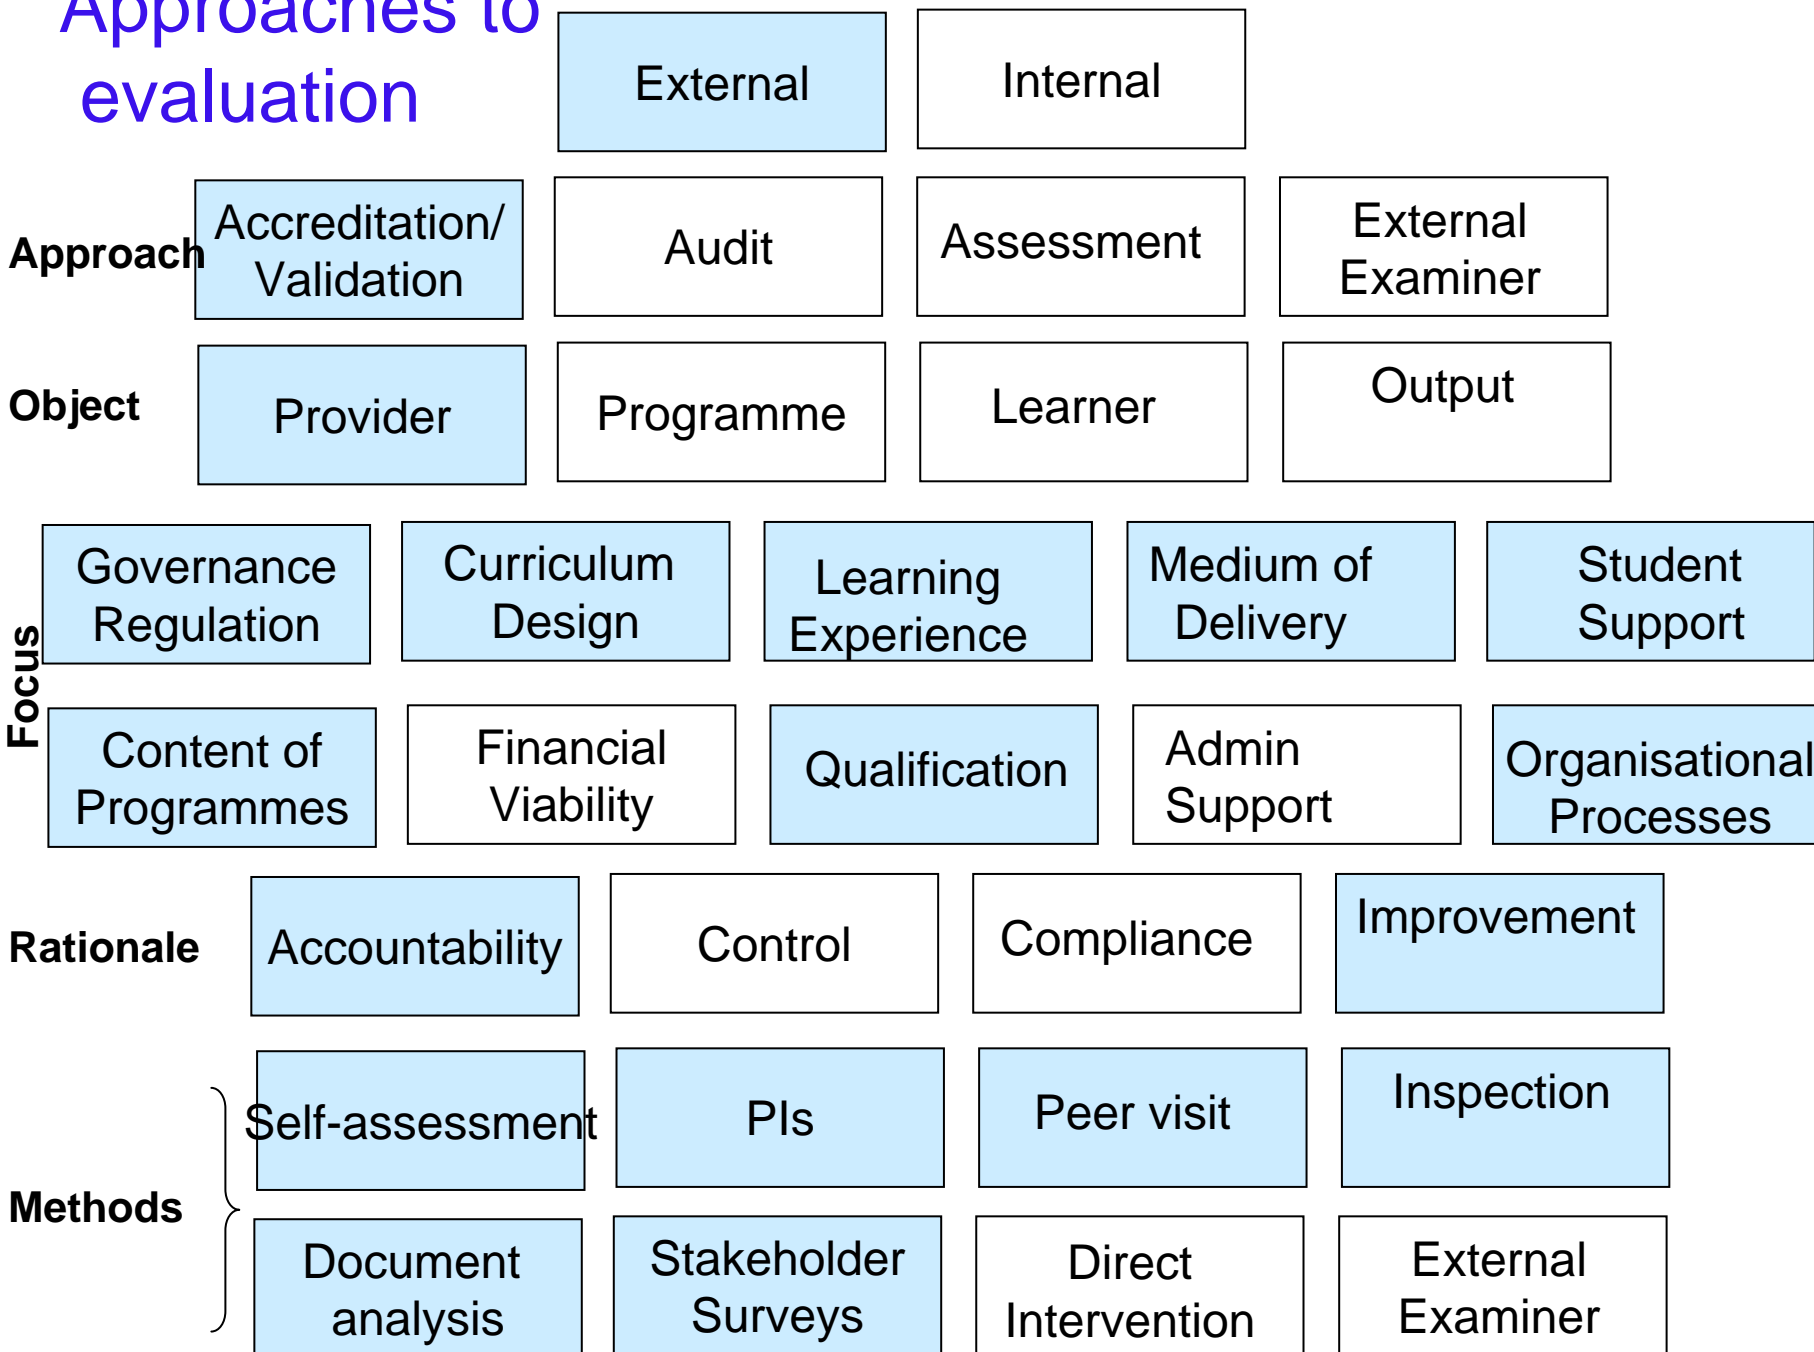 Approaches to
evaluation
External
Internal
Approach
Accreditation/
Validation
Audit
Assessment
External
Examiner
Object
Provider
Programme
Learner
Output
Focus
Governance
Regulation
Curriculum
Design
Learning
Experience
Medium of
Delivery
Student
Support
Content of
Programmes
Financial
Viability
Qualification
Admin
Support
Organisational
Processes
Rationale
Accountability
Control
Compliance
Improvement
Methods
Self-assessment
PIs
Peer visit
Inspection
Document
analysis
Stakeholder
Surveys
Direct
Intervention
External
Examiner